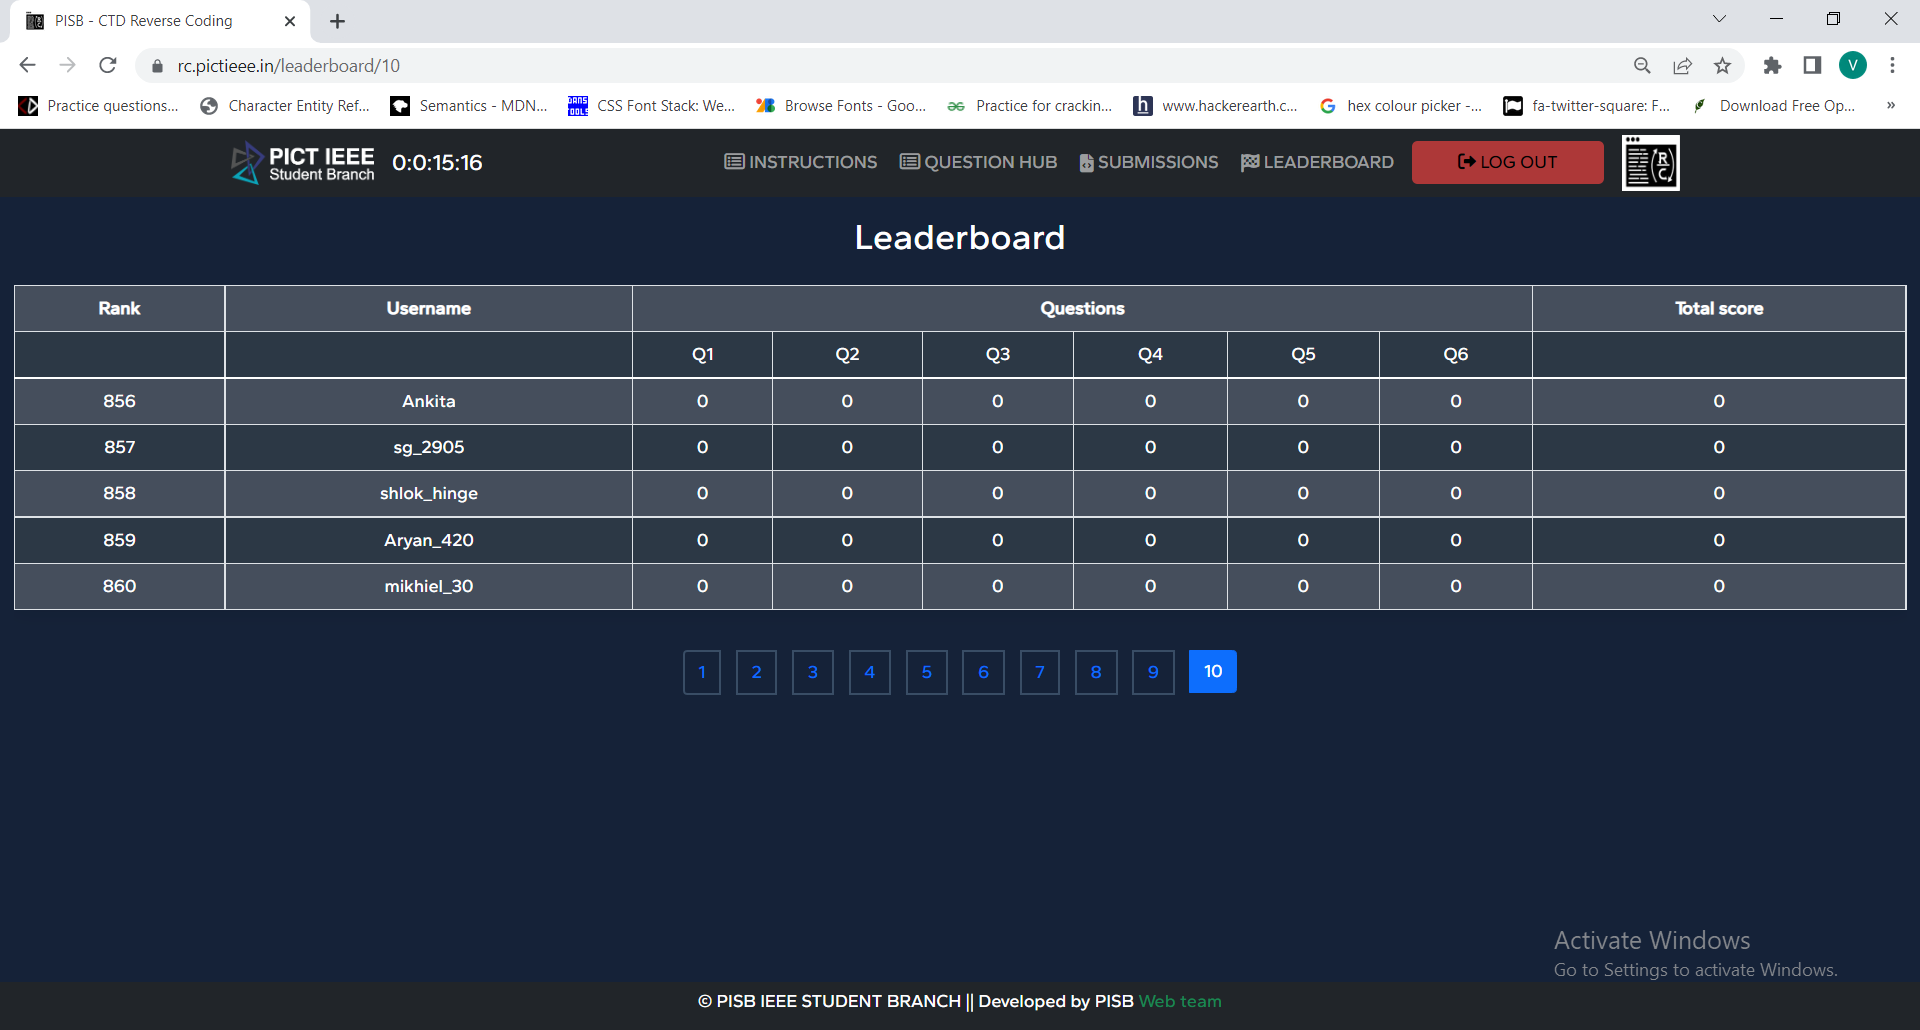 PISB - CTD Reverse Coding
rc.pictieee.in/leaderboard/10
V
Practice questions... Character Entity Ref... Semantics - MDN... CSS Font Stack: We... Browse Fonts - Goo... Practice for crackin... www.hackerearth.c... hex colour picker -... fa-twitter-square: F... Download Free Op... »
PICT IEEE
Student Branch
0:0:15:16 INSTRUCTIONS QUESTION HUB SUBMISSIONS LEADERBOARD LOG OUT
Leaderboard
Rank Username Questions Total score
Q1 Q2 Q3 Q4 Q5 Q6
856 Ankita 0 0 0 0 0 0 0
857 sg_2905 0 0 0 0 0 0 0
858 shlok_hinge 0 0 0 0 0 0 0
859 Aryan_420 0 0 0 0 0 0 0
860 mikhiel_30 0 0 0 0 0 0 0
1 2 3 4 5 6 7 8 9 10
Activate Windows
Go to Settings to activate Windows.
© PISB IEEE STUDENT BRANCH || Developed by PISB Web team